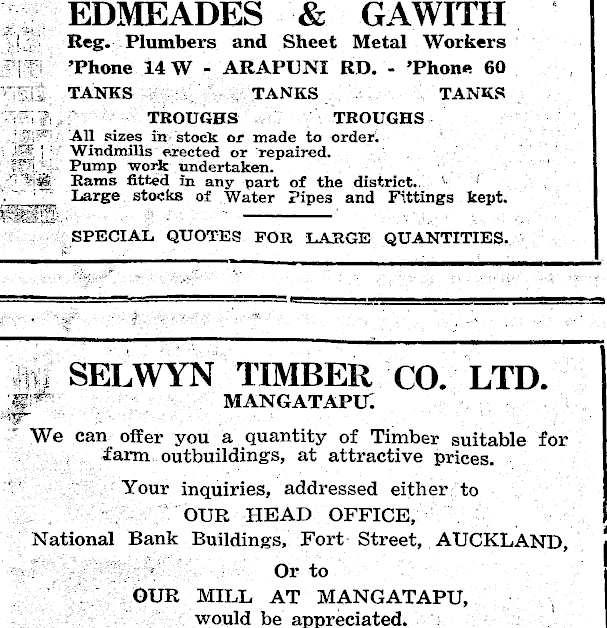 EDMEADES & GAWITH
Reg. Plumbers and Sheet Metal Workers
'Phone 14 W - ARAPUNI RD. - 'Phone 60
TANKS TANKS TANKS
TROUGHS TROUGHS
All sizes in stock or made to order.
Windmills erected or repaired.
Pump work undertaken.
Rams fitted in any part of the district.
Large stocks of Water Pipes and Fittings kept.
SPECIAL QUOTES FOR LARGE QUANTITIES.
SELWYN TIMBER CO. LTD.
MANGATAPU.
We can offer you a quantity of Timber suitable for
farm outbuildings, at attractive prices.
Your inquiries, addressed either to
OUR HEAD OFFICE,
National Bank Buildings, Fort Street, AUCKLAND,
Or to
OUR MILL AT MANGATAPU,
would be appreciated.